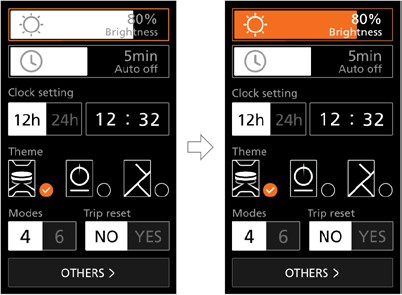 80%
Brightness
5min
Auto off
Clock setting
12h 24h 12 : 32
Theme
Modes Trip reset
4 6 NO YES
OTHERS >
80%
Brightness
5min
Auto off
Clock setting
12h 24h 12 : 32
Theme
Modes Trip reset
4 6 NO YES
OTHERS >